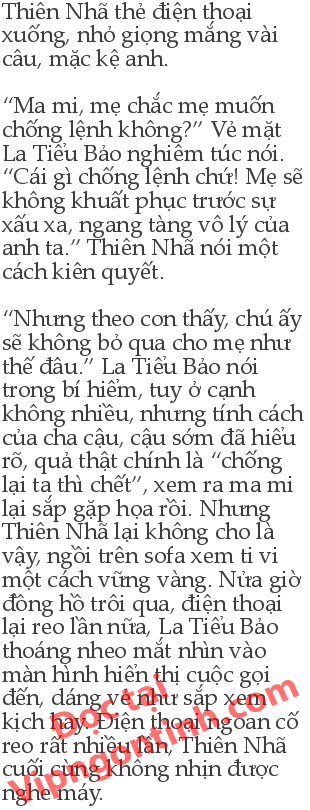 Thiên Nhã thẻ điện thoại
xuống, nhỏ giọng mắng vài
câu, mặc kệ anh.
“Ma mi, mẹ chắc mẹ muốn
chống lệnh không?” Vẻ mặt
La Tiểu Bảo nghiêm túc nói.
“Cái gì chống lệnh chứ! Mẹ sẽ
không khuất phục trước sự
xấu xa, ngang tàng vô lý của
anh ta.” Thiên Nhã nói một
cách kiên quyết.
“Nhưng theo con thấy, chú ấy
sẽ không bỏ qua cho mẹ như
thế đâu.” La Tiểu Bảo nói
trong bí hiểm, tuy ở cạnh
không nhiều, nhưng tính cách
của cha cậu, cậu sớm đã hiểu
rõ, quả thật chính là “chống
lại ta thì chết”, xem ra ma mi
lại sắp gặp họa rồi. Nhưng
Thiên Nhã lại không cho là
vậy, ngồi trên sofa xem ti vi
một cách vững vàng. Nửa giờ
đồng hồ trôi qua, điện thoại
lại reo lần nữa, La Tiểu Bảo
thoáng nheo mắt nhìn vào
màn hình hiển thị cuộc gọi
đến, dáng vẻ như sắp xem
kịch hay. Điện thoại ngoan cố
reo rất nhiều lần, Thiên Nhã
cuối cùng không nhịn được
nghe máy.
Đọc tại
Vipngontinh.com